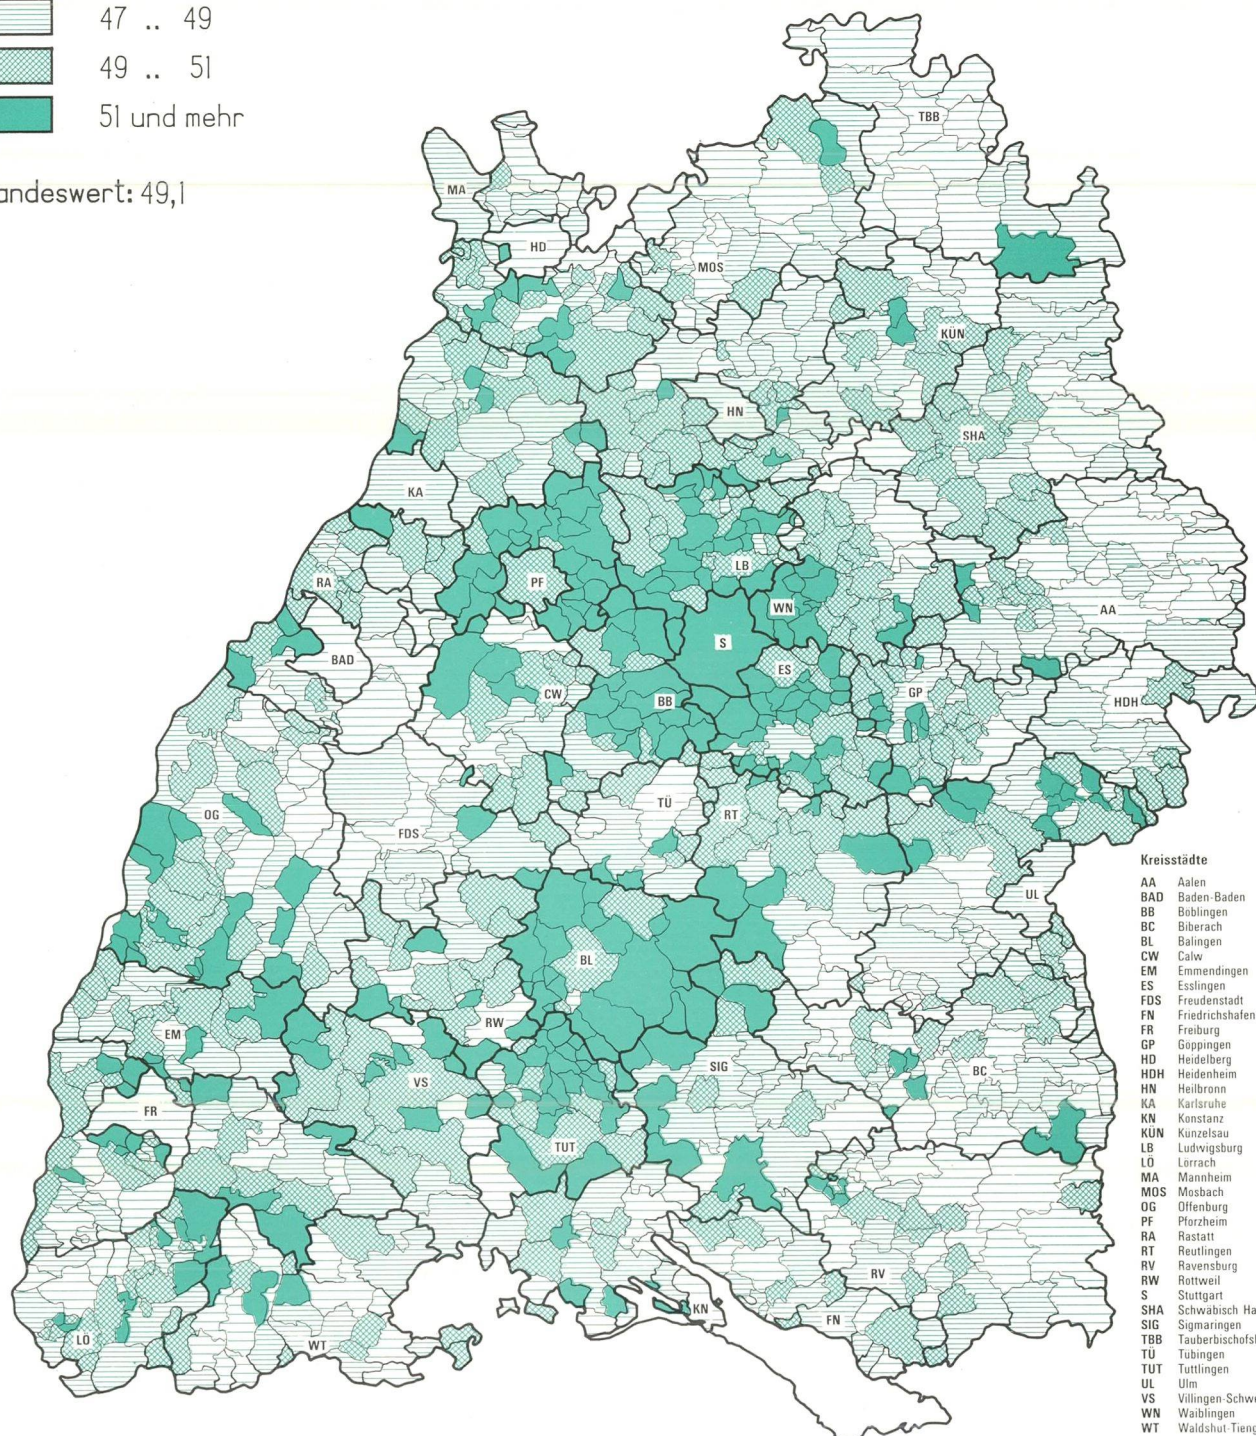 47 .. 49
49 .. 51
51 und mehr
andeswert: 49,1
TBB
MA
HD
MOS
KÜN
HN
SHA
KA
LB
PF
RA
WN
AA
S
BAD
ES
CW
BB
GP
HDH
TÜ
OG
RT
FDS
UL
BL
RW
EM
SIG
BC
VS
FR
TUT
RV
KN
FN
LÖ
WT
Kreisstädte
AA Aalen
BAD Baden-Baden
BB Böblingen
BC Biberach
BL Balingen
CW Calw
EM Emmendingen
ES Esslingen
FDS Freudenstadt
FN Friedrichshafen
FR Freiburg
GP Göppingen
HD Heidelberg
HDH Heidenheim
HN Heilbronn
KA Karlsruhe
KN Konstanz
KÜN Künzelsau
LB Ludwigsburg
LÖ Lörrach
MA Mannheim
MOS Mosbach
OG Offenburg
PF Pforzheim
RA Rastatt
RT Reutlingen
RV Ravensburg
RW Rottweil
S Stuttgart
SHA Schwäbisch Ha
SIG Sigmaringen
TBB Tauberbischofs
TÜ Tübingen
TUT Tuttlingen
UL Ulm
VS Villingen-Schwe
WN Waiblingen
WT Waldshut-Tieng